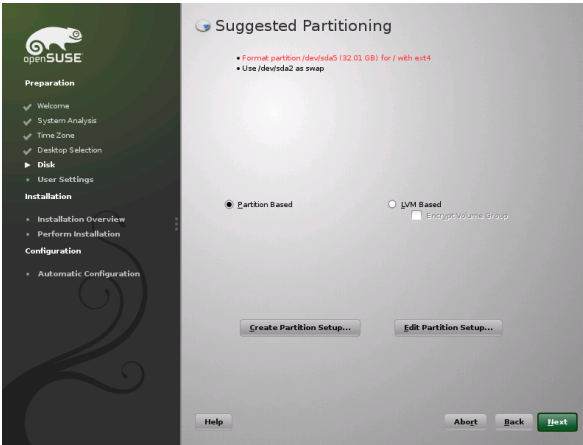 openSUSE
Preparation
Welcome
System Analysis
Time Zone
Desktop Selection
Disk
User Settings
Installation
Installation Overview
Perform Installation
Configuration
Automatic Configuration
Suggested Partitioning
• Format partition /dev/sda5 (32.01 GB) for / with ext4
• Use /dev/sda2 as swap
Partition Based
LVM Based
Encrypt Volume Group
Create Partition Setup...
Edit Partition Setup...
Help
Abort
Back
Next